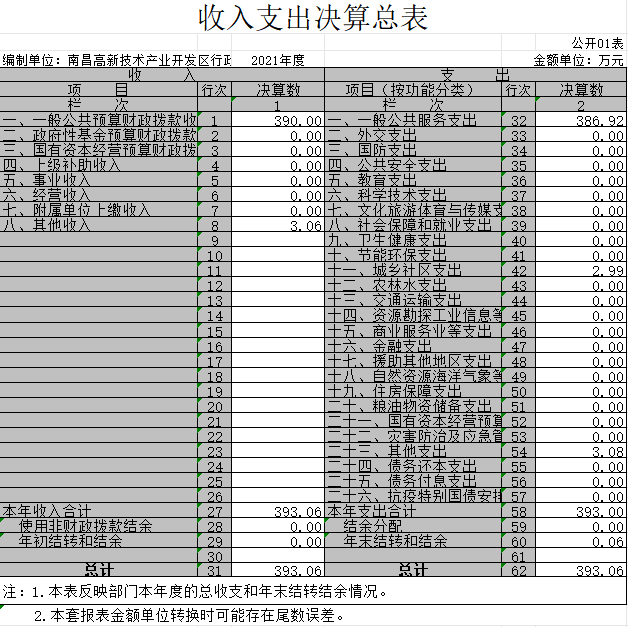 收入支出决算总表
公开01表
编制单位：南昌高新技术产业开发区行政 2021年度 金额单位：万元
收 入 支 出
项 目 行次 决算数 项目（按功能分类） 行次 决算数
栏 次 1 栏 次 2
一、一般公共预算财政拨款收 1 390.00 一、一般公共服务支出 32 386.92
二、政府性基金预算财政拨款 2 0.00 二、外交支出 33 0.00
三、国有资本经营预算财政拨 3 0.00 三、国防支出 34 0.00
四、上级补助收入 4 0.00 四、公共安全支出 35 0.00
五、事业收入 5 0.00 五、教育支出 36 0.00
六、经营收入 6 0.00 六、科学技术支出 37 0.00
七、附属单位上缴收入 7 0.00 七、文化旅游体育与传媒支 38 0.00
八、其他收入 8 3.06 八、社会保障和就业支出 39 0.00
9 九、卫生健康支出 40 0.00
10 十、节能环保支出 41 0.00
11 十一、城乡社区支出 42 2.99
12 十二、农林水支出 43 0.00
13 十三、交通运输支出 44 0.00
14 十四、资源勘探工业信息等 45 0.00
15 十五、商业服务业等支出 46 0.00
16 十六、金融支出 47 0.00
17 十七、援助其他地区支出 48 0.00
18 十八、自然资源海洋气象等 49 0.00
19 十九、住房保障支出 50 0.00
20 二十、粮油物资储备支出 51 0.00
21 二十一、国有资本经营预算 52 0.00
22 二十二、灾害防治及应急管 53 0.00
23 二十三、其他支出 54 3.08
24 二十四、债务还本支出 55 0.00
25 二十五、债务付息支出 56 0.00
26 二十六、抗疫特别国债安排 57 0.00
本年收入合计 27 393.06 本年支出合计 58 393.00
使用非财政拨款结余 28 0.00 结余分配 59 0.00
年初结转和结余 29 0.00 年末结转和结余 60 0.06
30 61
总计 31 393.06 总计 62 393.06
注：1.本表反映部门本年度的总收支和年末结转结余情况。
2.本套报表金额单位转换时可能存在尾数误差。